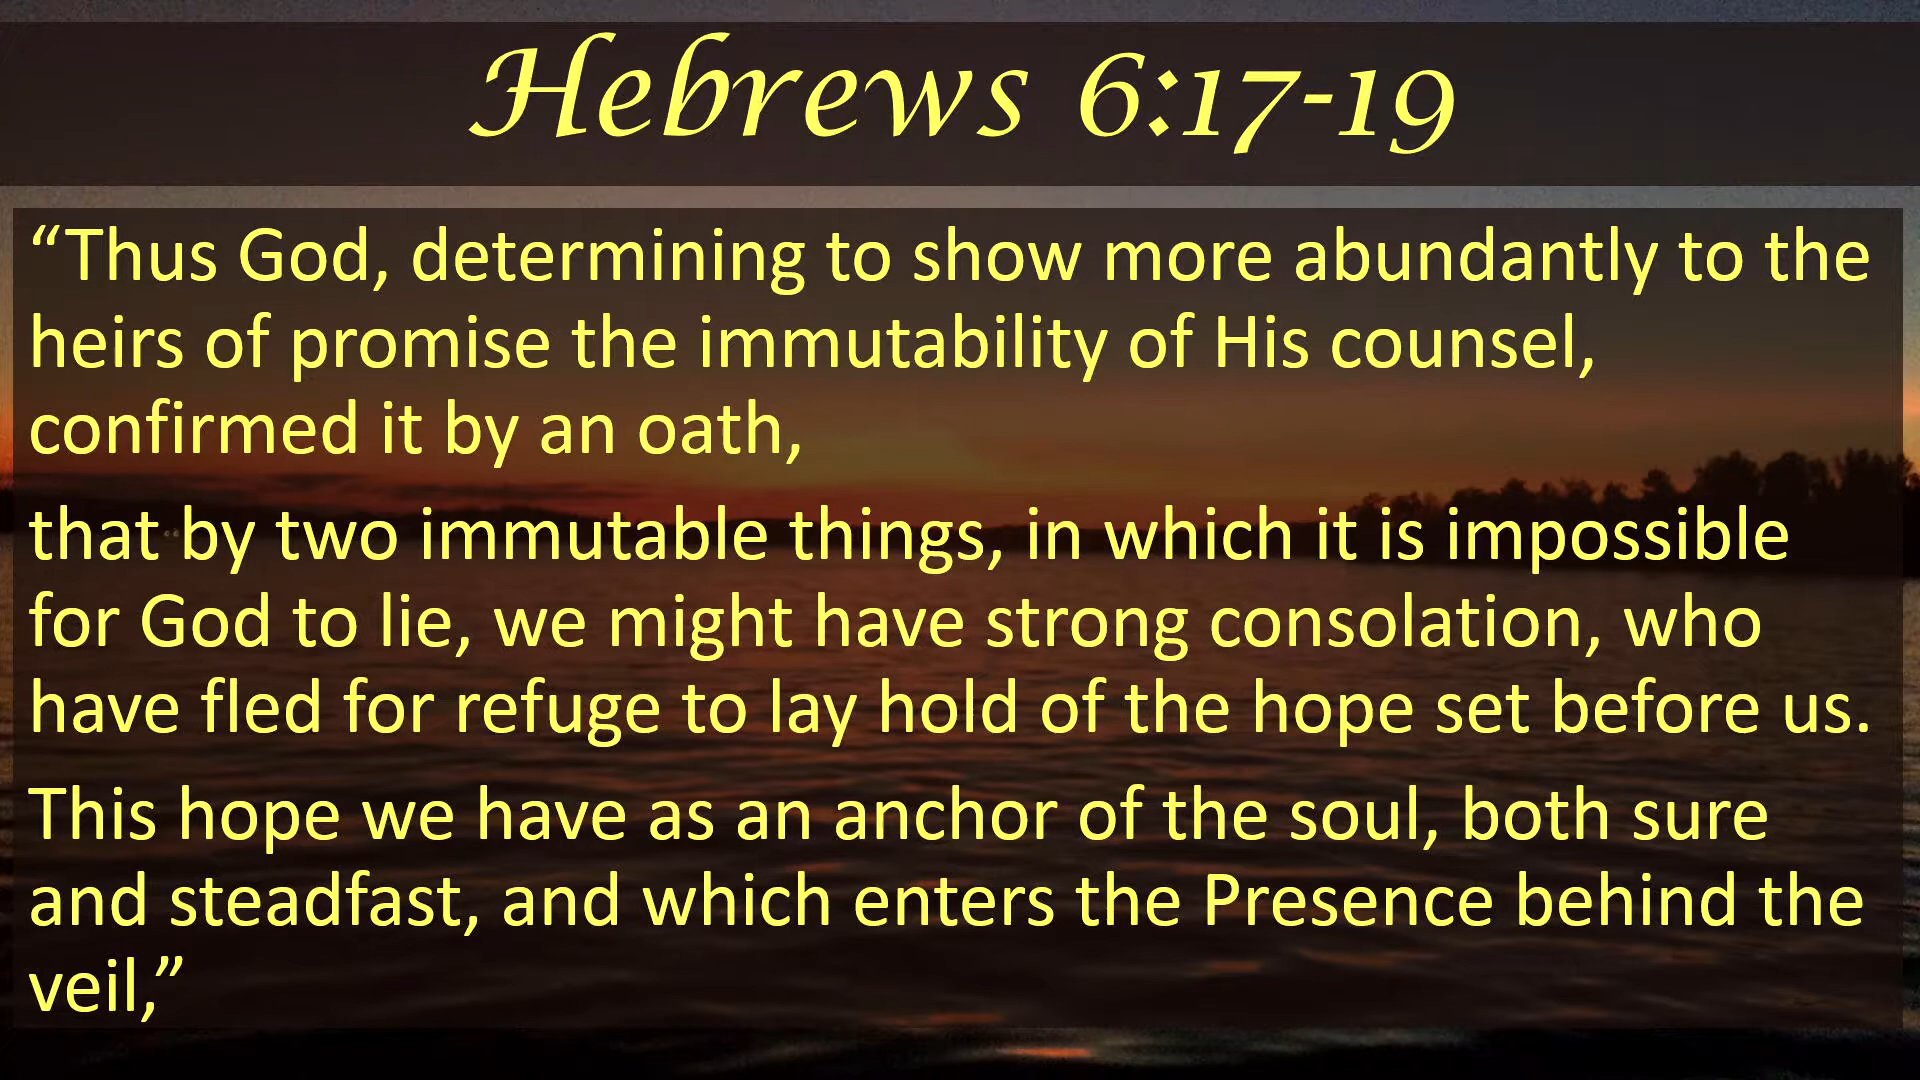 Hebrews 6:17-19
“Thus God, determining to show more abundantly to the
heirs of promise the immutability of His counsel,
confirmed it by an oath,
that by two immutable things, in which it is impossible
for God to lie, we might have strong consolation, who
have fled for refuge to lay hold of the hope set before us.
This hope we have as an anchor of the soul, both sure
and steadfast, and which enters the Presence behind the
veil,”